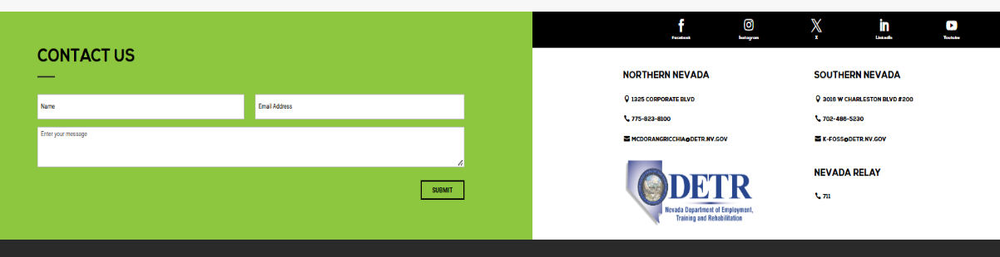 CONTACT US
Name
Email Address
Enter your message
SUBMIT
Facebook
Instagram
X
LinkedIn
Youtube
NORTHERN NEVADA
1325 CORPORATE BLVD
775-823-8100
MCDORANGRICCHIA@DETR.NV.GOV
DETR
Nevada Department of Employment,
Training and Rehabilitation
SOUTHERN NEVADA
3016 W CHARLESTON BLVD #200
702-486-5230
K-FOSS@DETR.NV.GOV
NEVADA RELAY
711